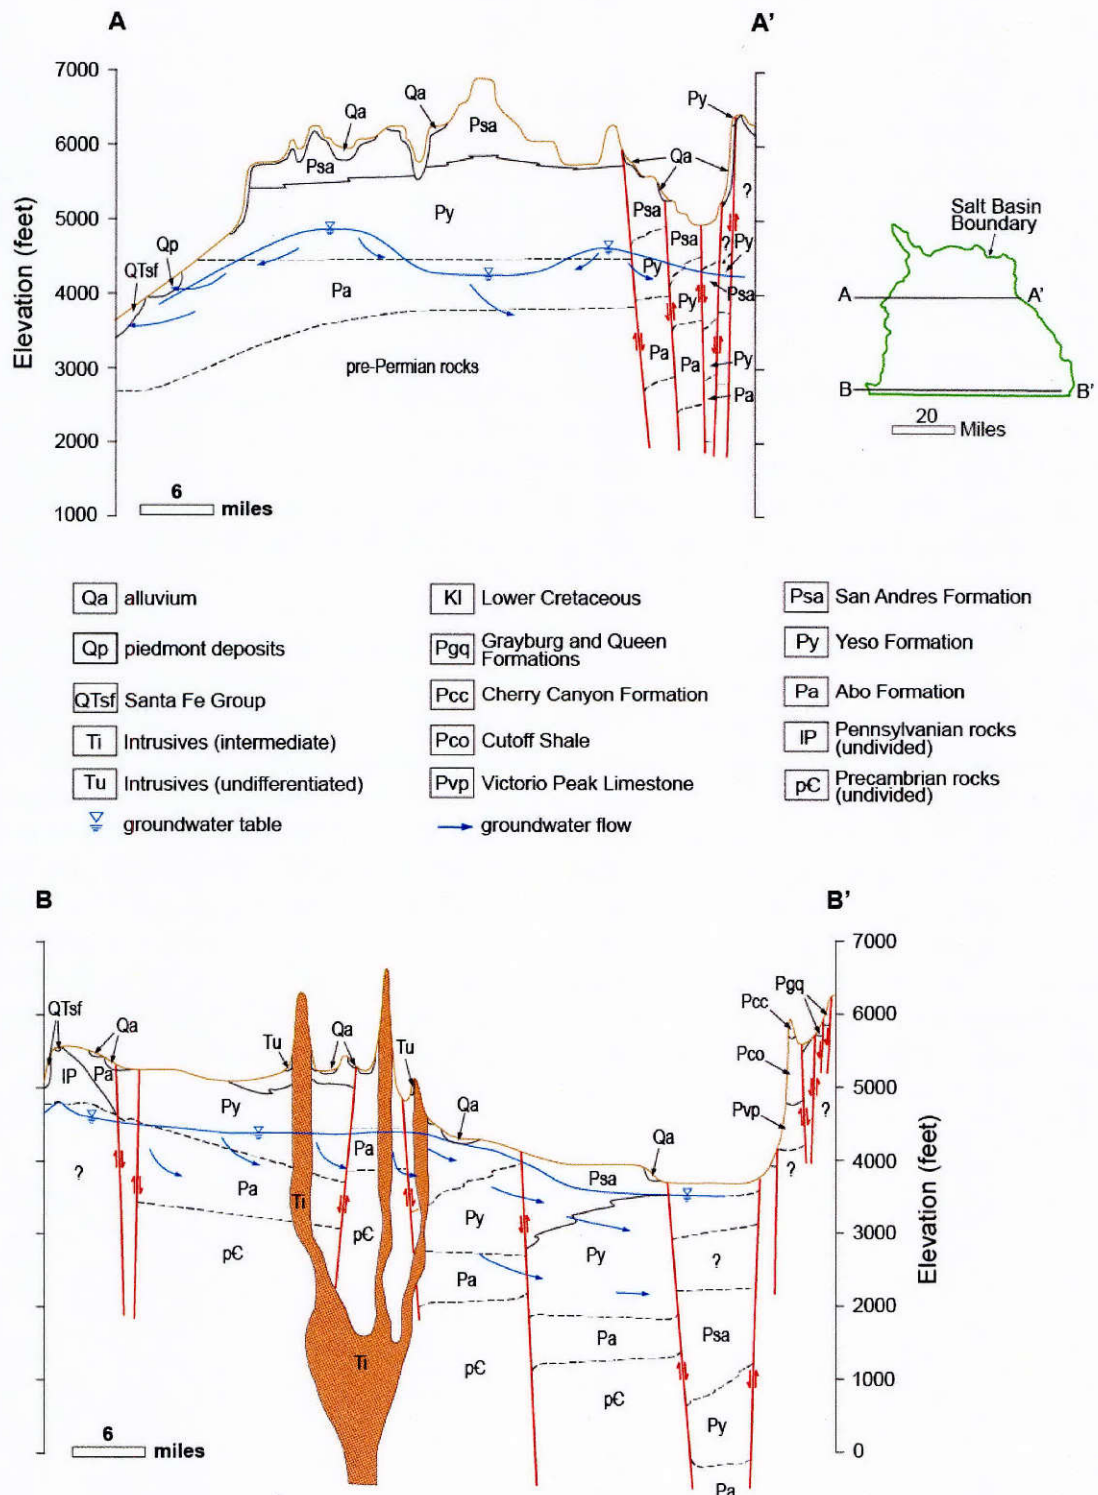 A
A'
7000
6000
5000
4000
3000
2000
1000
Elevation (feet)
Qa
Qa
Psa
Psa
Py
Qp
QTsf
Pa
pre-Permian rocks
Py
Qa
?
Psa
Psa
?
Py
Py
Psa
Py
Pa
Pa
Py
Pa
6
miles
Salt Basin
Boundary
A
A'
B
B'
20
Miles
Qa alluvium
Qp piedmont deposits
QTsf Santa Fe Group
Ti Intrusives (intermediate)
Tu Intrusives (undifferentiated)
groundwater table
Kl Lower Cretaceous
Pgq Grayburg and Queen
Formations
Pcc Cherry Canyon Formation
Pco Cutoff Shale
Pvp Victorio Peak Limestone
groundwater flow
Psa San Andres Formation
Py Yeso Formation
Pa Abo Formation
IP Pennsylvanian rocks
(undivided)
p€ Precambrian rocks
(undivided)
B
B'
7000
6000
5000
4000
3000
2000
1000
0
Elevation (feet)
QTsf
Qa
IP
Pa
Tu
Qa
Tu
Py
Qa
Pgq
Pcc
Pco
Pvp
?
?
?
Pa
Pa
Qa
Psa
Ti
p€
p€
Py
Py
?
Pa
Pa
Psa
Ti
p€
p€
Py
Pa
6
miles